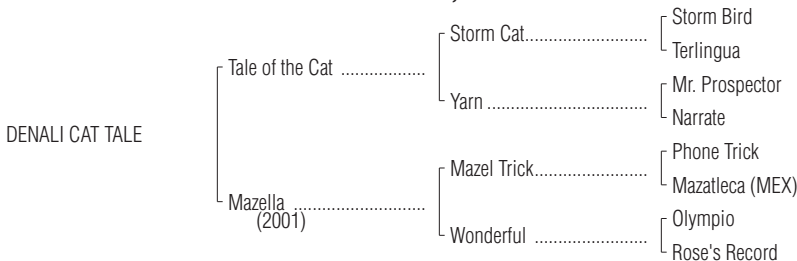 Storm Bird
Storm Cat..............................
Terlingua
Tale of the Cat ..................
Mr. Prospector
Yarn ..................................
Narrate
DENALI CAT TALE
Phone Trick
Mazel Trick........................
Mazatleca (MEX)
Mazella ............................
(2001)
Olympio
Wonderful ........................
Rose's Record